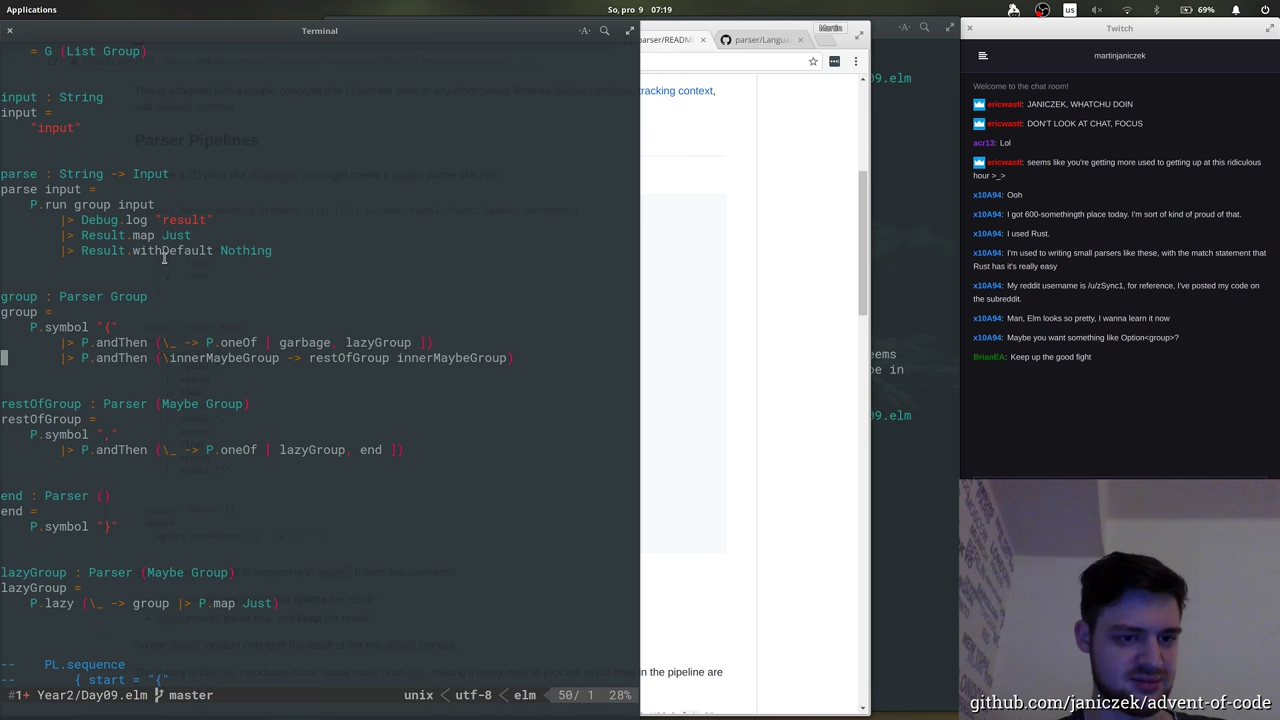 Applications
So, pro 9 07:19
us
69%
Terminal
= S (List S)
input : String
input =
"input"
Parser Pipelines
parse : String -> Input
parse input =
P.run group input
|> Debug.log "result"
|> Result.map Just
|> Result.withDefault Nothing
group : Parser Group
group =
P.symbol "{"
|> P.andThen (\_ -> P.oneOf [ garbage, lazyGroup ])
|> P.andThen (\innerMaybeGroup -> restOfGroup innerMaybeGroup)
restOfGroup : Parser (Maybe Group)
restOfGroup =
P.symbol ","
|> P.andThen (\_ -> P.oneOf [ lazyGroup, end ])
end : Parser ()
end =
P.symbol "}"
lazyGroup : Parser (Maybe Group)
lazyGroup =
P.lazy (\_ -> group |> P.map Just)
-- PL.sequence
-- { start = "{"
#1+ Year2/Day09.elm master
unix < utf-8 < elm
50/ 1
28%
Martin
parser/READM
parser/Langua
tracking context,
in the pipeline are
09.elm
eems
be in
09.elm
Twitch
martinjaniczek
Welcome to the chat room!
ericwastl: JANICZEK, WHATCHU DOIN
ericwastl: DON'T LOOK AT CHAT, FOCUS
acr13: Lol
ericwastl: seems like you're getting more used to getting up at this ridiculous
hour >_>
x10A94: Ooh
x10A94: I got 600-somethingth place today. I'm sort of kind of proud of that.
x10A94: I used Rust.
x10A94: I'm used to writing small parsers like these, with the match statement that
Rust has it's really easy
x10A94: My reddit username is /u/zSync1, for reference, I've posted my code on
the subreddit.
x10A94: Man, Elm looks so pretty, I wanna learn it now
x10A94: Maybe you want something like Option<group>?
BrianEA: Keep up the good fight
github.com/janiczek/advent-of-code